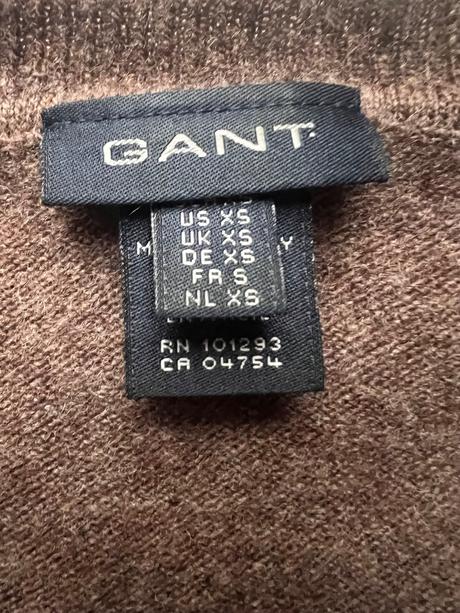 GANT
US XS
UK XS
DE XS
FR S
NL XS
RN 101293
CA 04754